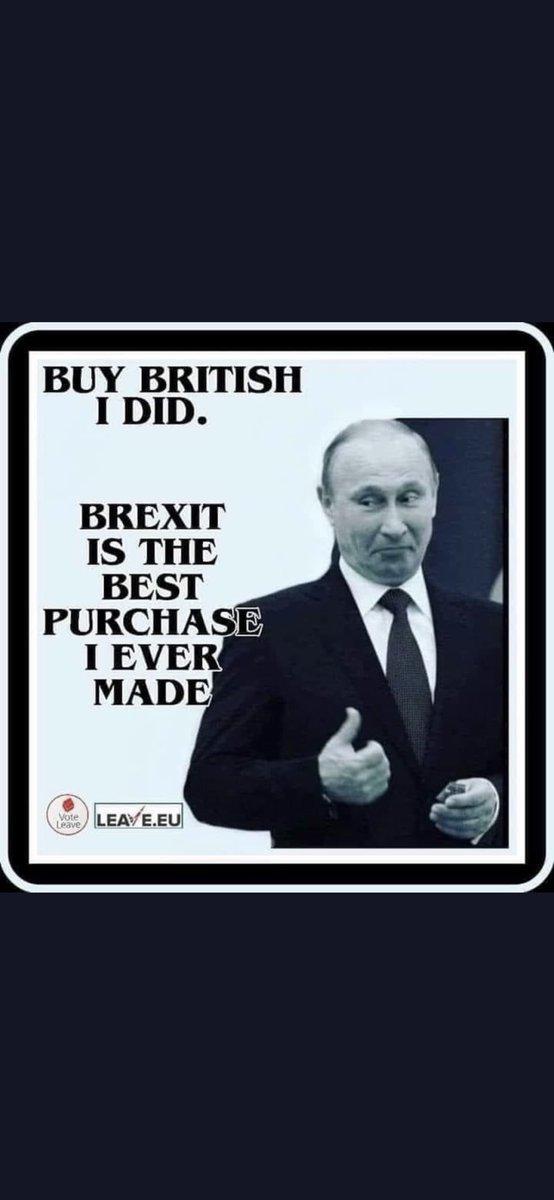 BUY BRITISH
I DID.
BREXIT
IS THE
BEST
PURCHASE
I EVER
MADE
Vote
Leave
LEAVE.EU